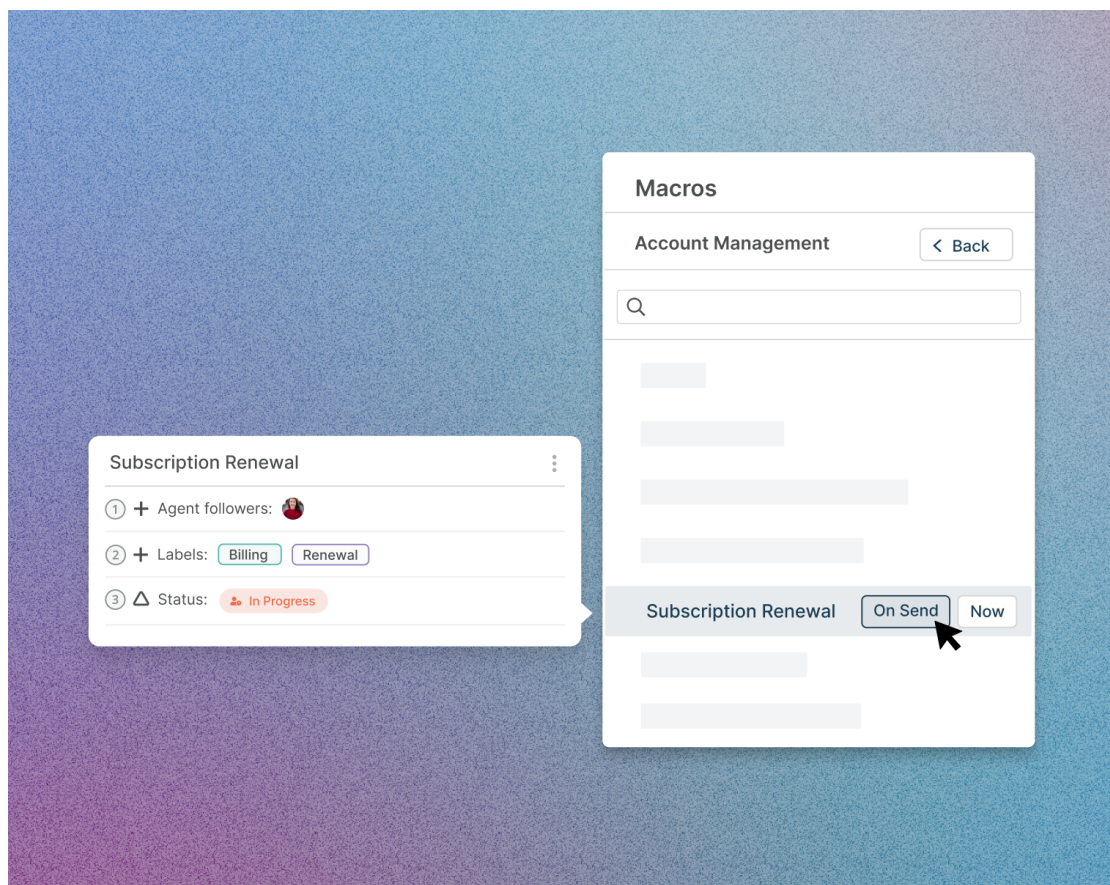 Macros
Account Management
< Back
Subscription Renewal
1 + Agent followers:
2 + Labels: Billing Renewal
3 Status: In Progress
Subscription Renewal On Send Now